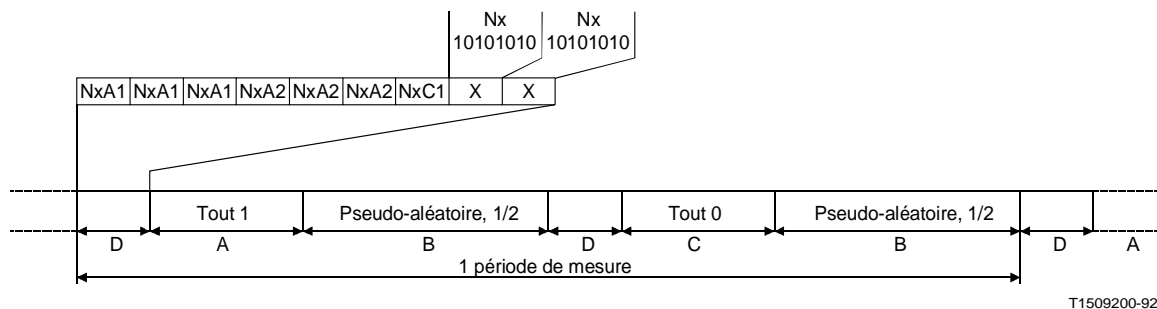 Nx Nx
10101010 10101010
NxA1 NxA1 NxA1 NxA2 NxA2 NxA2 NxC1 X X
Tout 1 Pseudo-aléatoire, 1/2 Tout 0 Pseudo-aléatoire, 1/2
D A B D C B D A
1 période de mesure
T1509200-92